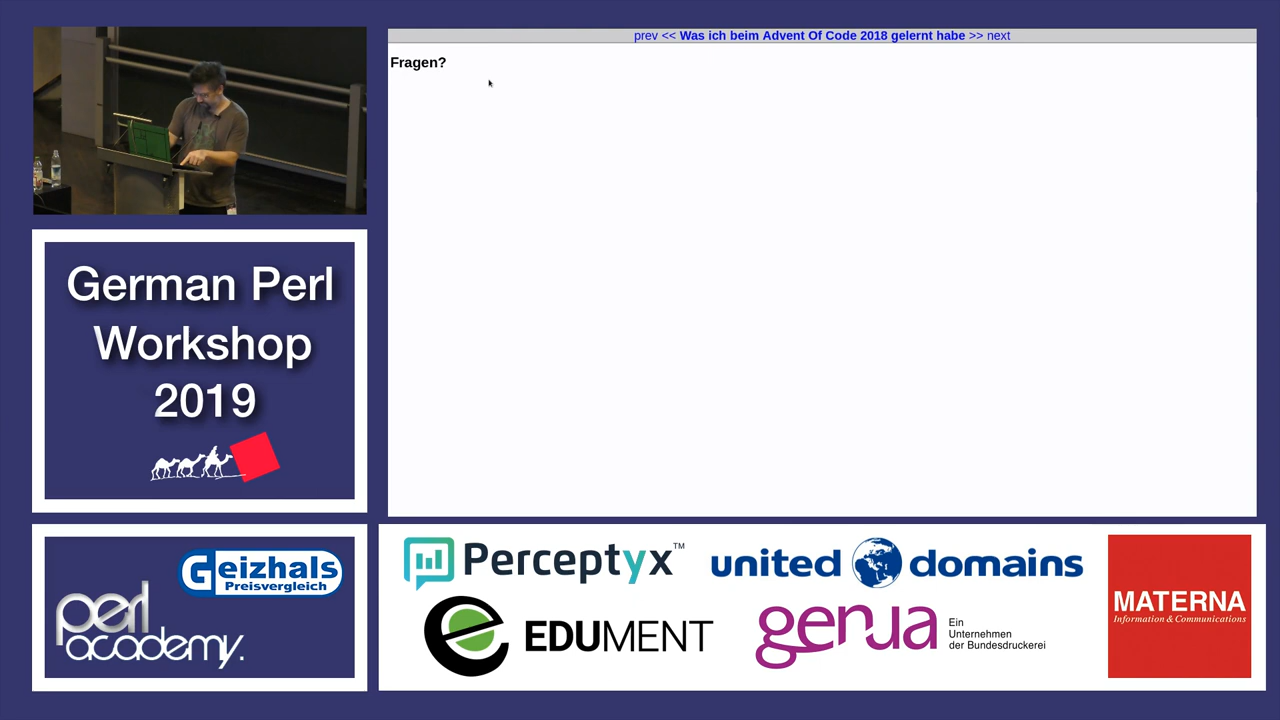 prev << Was ich beim Advent Of Code 2018 gelernt habe >> next
Fragen?
German Perl
Workshop
2019
Geizhals
Preisvergleich
perl
academy.
Perceptyx™
united domains
EDUMENT
genua
Ein
Unternehmen
der Bundesdruckerei
MATERNA
Information & Communications